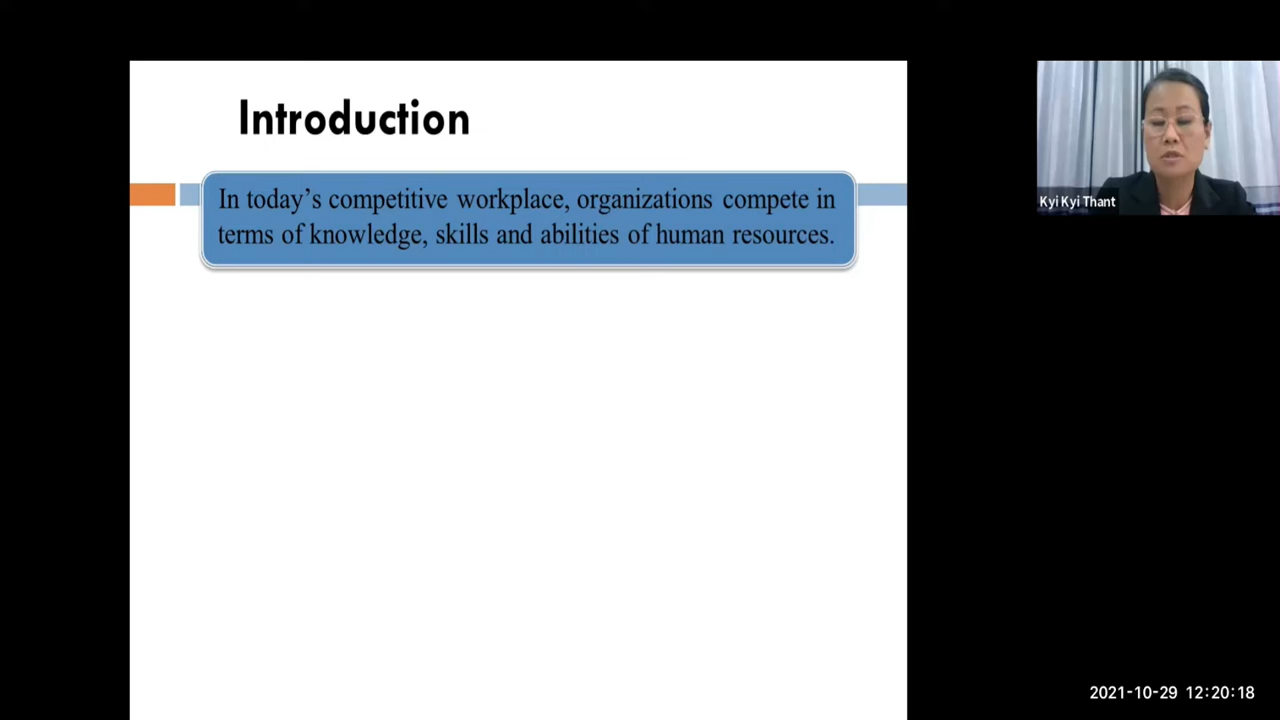 Introduction
In today’s competitive workplace, organizations compete in
terms of knowledge, skills and abilities of human resources.
Kyi Kyi Thant
2021-10-29 12:20:18